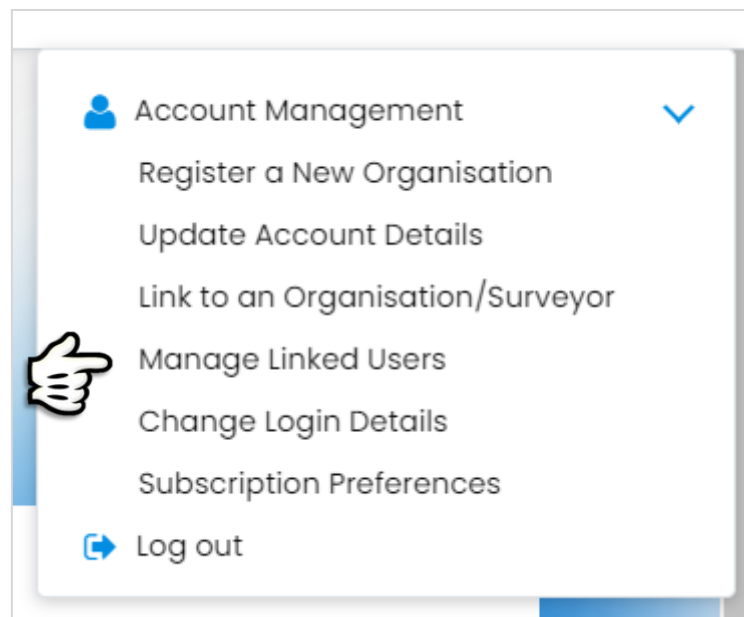 Account Management
Register a New Organisation
Update Account Details
Link to an Organisation/Surveyor
Manage Linked Users
Change Login Details
Subscription Preferences
Log out